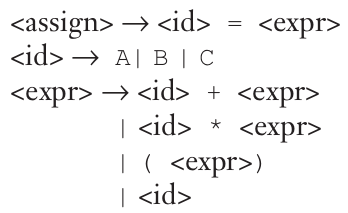 <assign> → <id> = <expr>
<id> → A| B | C
<expr> → <id> + <expr>
| <id> * <expr>
| ( <expr>)
| <id>